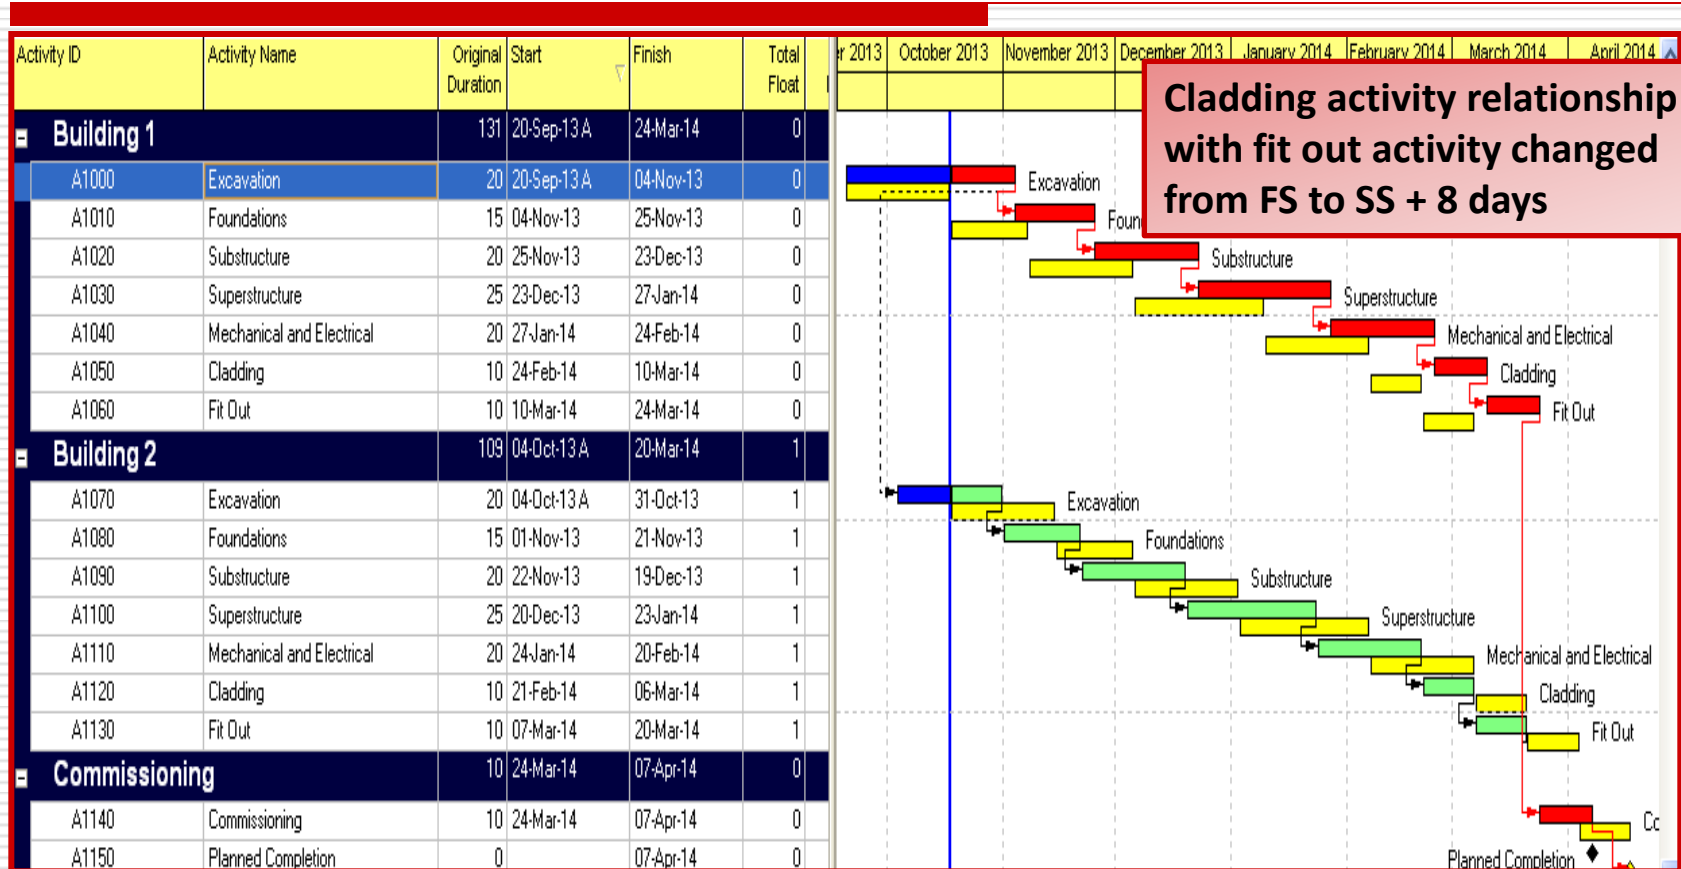 Activity ID Activity Name Original Duration Start Finish Total Float
2013 October 2013 November 2013 December 2013 January 2014 February 2014 March 2014 April 2014
Cladding activity relationship
with fit out activity changed
from FS to SS + 8 days
Building 1 131 20-Sep-13 A 24-Mar-14 0
A1000 Excavation 20 20-Sep-13 A 04-Nov-13 0 Excavation
A1010 Foundations 15 04-Nov-13 25-Nov-13 0
A1020 Substructure 20 25-Nov-13 23-Dec-13 0 Substructure
A1030 Superstructure 25 23-Dec-13 27-Jan-14 0 Superstructure
A1040 Mechanical and Electrical 20 27-Jan-14 24-Feb-14 0 Mechanical and Electrical
A1050 Cladding 10 24-Feb-14 10-Mar-14 0 Cladding
A1060 Fit Out 10 10-Mar-14 24-Mar-14 0 Fit Out
Building 2 109 04-Oct-13 A 20-Mar-14 1
A1070 Excavation 20 04-Oct-13 A 31-Oct-13 1 Excavation
A1080 Foundations 15 01-Nov-13 21-Nov-13 1 Foundations
A1090 Substructure 20 22-Nov-13 19-Dec-13 1 Substructure
A1100 Superstructure 25 20-Dec-13 23-Jan-14 1 Superstructure
A1110 Mechanical and Electrical 20 24-Jan-14 20-Feb-14 1 Mechanical and Electrical
A1120 Cladding 10 21-Feb-14 06-Mar-14 1 Cladding
A1130 Fit Out 10 07-Mar-14 20-Mar-14 1 Fit Out
Commissioning 10 24-Mar-14 07-Apr-14 0
A1140 Commissioning 10 24-Mar-14 07-Apr-14 0
A1150 Planned Completion 0 07-Apr-14 0 Planned Completion